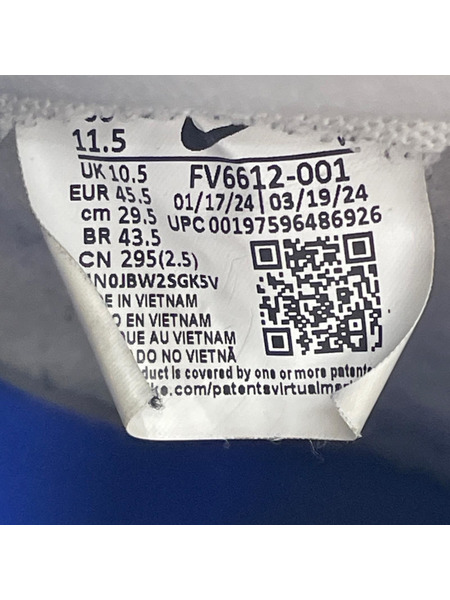 11.5
UK 10.5
EUR 45.5
cm 29.5
BR 43.5
CN 295(2.5)
FV6612-001
01/17/24 03/19/24
UPC 00197596486926
N0JBW2SGK5V
IN VIETNAM
EN VIETNAM
QUE AU VIETNAM
DO NO VIETNÃ
duct is covered by one or more patents
ke.com/patentsvirtualmar